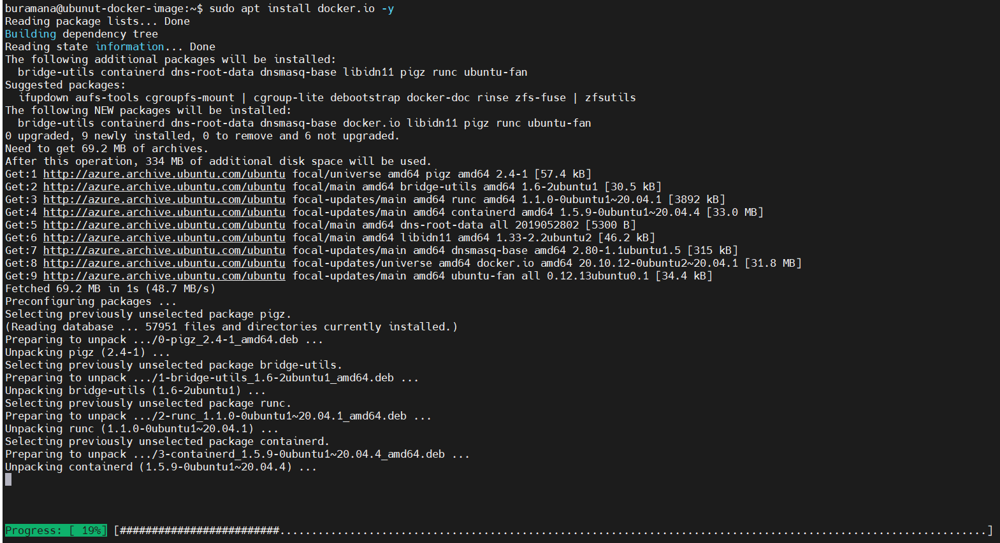 buramana@ubunut-docker-image:~$ sudo apt install docker.io -y
Reading package lists... Done
Building dependency tree
Reading state information... Done
The following additional packages will be installed:
  bridge-utils containerd dns-root-data dnsmasq-base libidn11 pigz runc ubuntu-fan
Suggested packages:
  ifupdown aufs-tools cgroupfs-mount | cgroup-lite debootstrap docker-doc rinse zfs-fuse | zfsutils
The following NEW packages will be installed:
  bridge-utils containerd dns-root-data dnsmasq-base docker.io libidn11 pigz runc ubuntu-fan
0 upgraded, 9 newly installed, 0 to remove and 6 not upgraded.
Need to get 69.2 MB of archives.
After this operation, 334 MB of additional disk space will be used.
Get:1 http://azure.archive.ubuntu.com/ubuntu focal/universe amd64 pigz amd64 2.4-1 [57.4 kB]
Get:2 http://azure.archive.ubuntu.com/ubuntu focal/main amd64 bridge-utils amd64 1.6-2ubuntu1 [30.5 kB]
Get:3 http://azure.archive.ubuntu.com/ubuntu focal-updates/main amd64 runc amd64 1.1.0-0ubuntu1~20.04.1 [3892 kB]
Get:4 http://azure.archive.ubuntu.com/ubuntu focal-updates/main amd64 containerd amd64 1.5.9-0ubuntu1~20.04.4 [33.0 MB]
Get:5 http://azure.archive.ubuntu.com/ubuntu focal/main amd64 dns-root-data all 2019052802 [5300 B]
Get:6 http://azure.archive.ubuntu.com/ubuntu focal/main amd64 libidn11 amd64 1.33-2.2ubuntu2 [46.2 kB]
Get:7 http://azure.archive.ubuntu.com/ubuntu focal-updates/main amd64 dnsmasq-base amd64 2.80-1.1ubuntu1.5 [315 kB]
Get:8 http://azure.archive.ubuntu.com/ubuntu focal-updates/universe amd64 docker.io amd64 20.10.12-0ubuntu2~20.04.1 [31.8 MB]
Get:9 http://azure.archive.ubuntu.com/ubuntu focal-updates/main amd64 ubuntu-fan all 0.12.13ubuntu0.1 [34.4 kB]
Fetched 69.2 MB in 1s (48.7 MB/s)
Preconfiguring packages ...
Selecting previously unselected package pigz.
(Reading database ... 57951 files and directories currently installed.)
Preparing to unpack .../0-pigz_2.4-1_amd64.deb ...
Unpacking pigz (2.4-1) ...
Selecting previously unselected package bridge-utils.
Preparing to unpack .../1-bridge-utils_1.6-2ubuntu1_amd64.deb ...
Unpacking bridge-utils (1.6-2ubuntu1) ...
Selecting previously unselected package runc.
Preparing to unpack .../2-runc_1.1.0-0ubuntu1~20.04.1_amd64.deb ...
Unpacking runc (1.1.0-0ubuntu1~20.04.1) ...
Selecting previously unselected package containerd.
Preparing to unpack .../3-containerd_1.5.9-0ubuntu1~20.04.4_amd64.deb ...
Unpacking containerd (1.5.9-0ubuntu1~20.04.4) ...
Progress: [ 19%] [#########################...............................................................................................................]